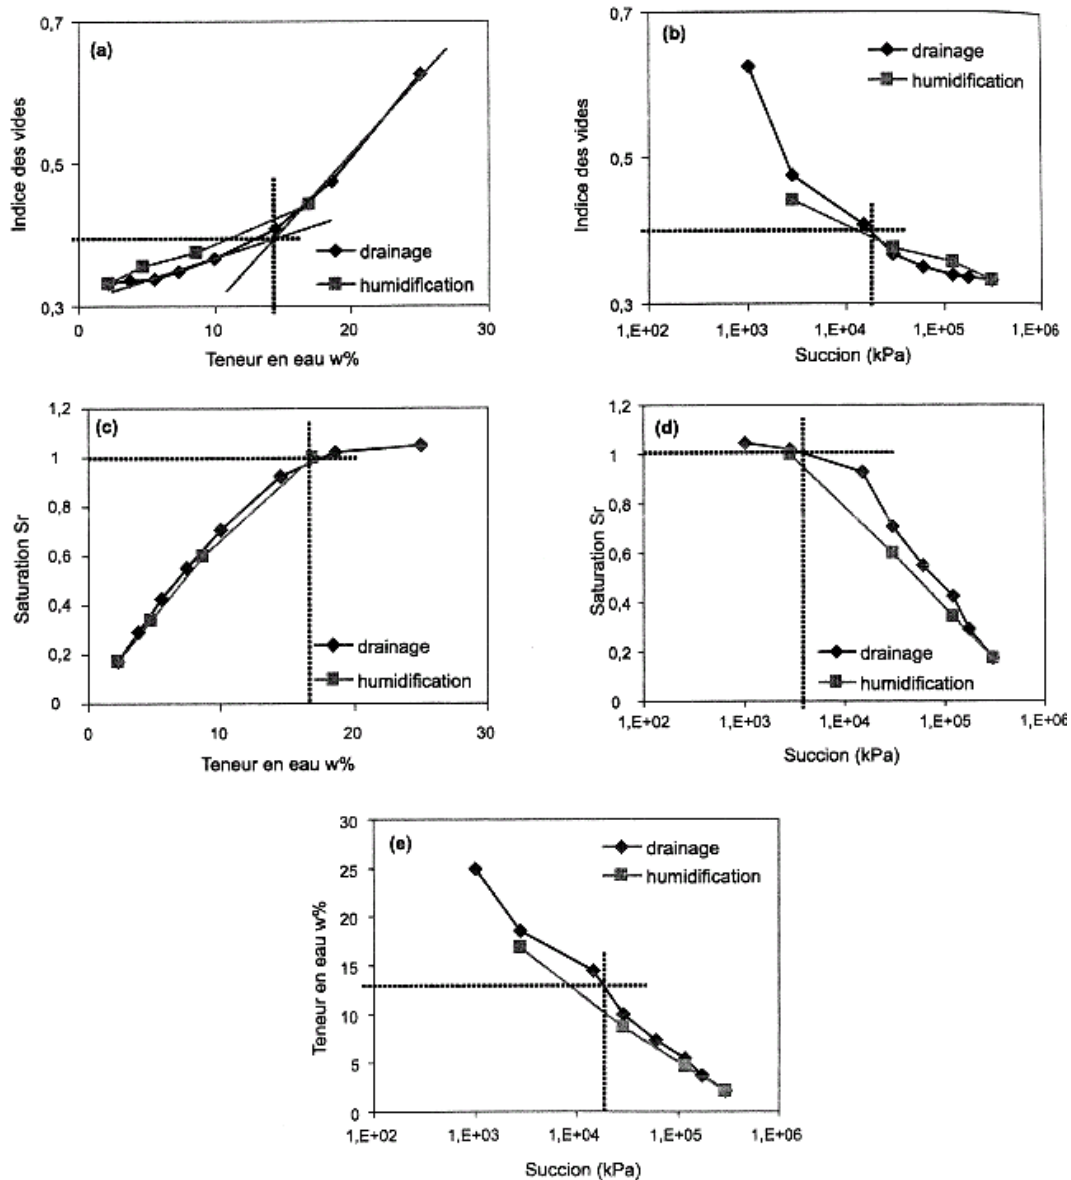 0,7
(a)
Indice des vides
0,5
drainage
humidification
0,3
0
10
20
30
Teneur en eau w%
0,7
(b)
drainage
humidification
Indice des vides
0,5
0,3
1,E+02
1,E+03
1,E+04
1,E+05
1,E+06
Succion (kPa)
1,2
(c)
1
0,8
Saturation Sr
0,6
0,4
drainage
0,2
humidification
0
0
10
20
30
Teneur en eau w%
1,2
(d)
1
0,8
Saturation Sr
0,6
0,4
drainage
0,2
humidification
0
1,E+02
1,E+03
1,E+04
1,E+05
1,E+06
Succion (kPa)
30
(e)
drainage
25
humidification
20
Teneur en eau w%
15
10
5
0
1,E+02
1,E+03
1,E+04
1,E+05
1,E+06
Succion (kPa)